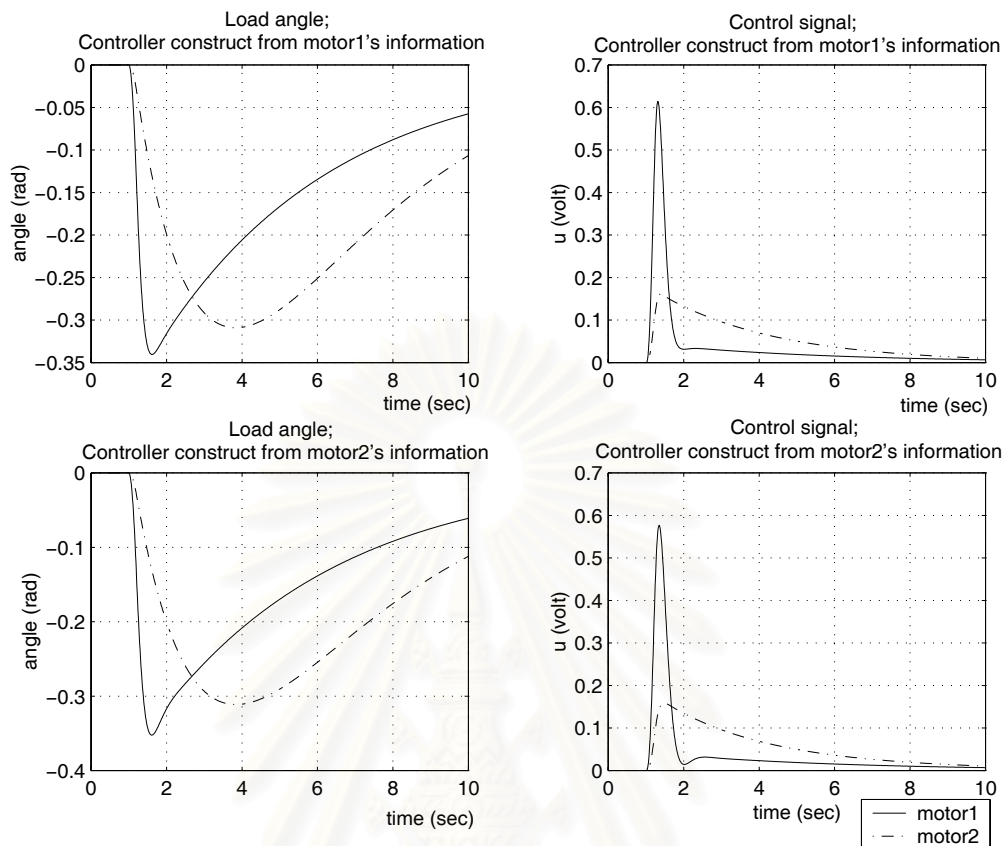 Load angle;
Controller construct from motor1's information
0
−0.05
−0.1
−0.15
−0.2
−0.25
−0.3
−0.35
angle (rad)
0 2 4 6 8 10
time (sec)
Control signal;
Controller construct from motor1's information
0.7
0.6
0.5
0.4
0.3
0.2
0.1
0
u (volt)
0 2 4 6 8 10
time (sec)
Load angle;
Controller construct from motor2's information
0
−0.1
−0.2
−0.3
−0.4
angle (rad)
0 2 4 6 8 10
time (sec)
Control signal;
Controller construct from motor2's information
0.7
0.6
0.5
0.4
0.3
0.2
0.1
0
u (volt)
0 2 4 6 8 10
time (sec)
motor1
motor2